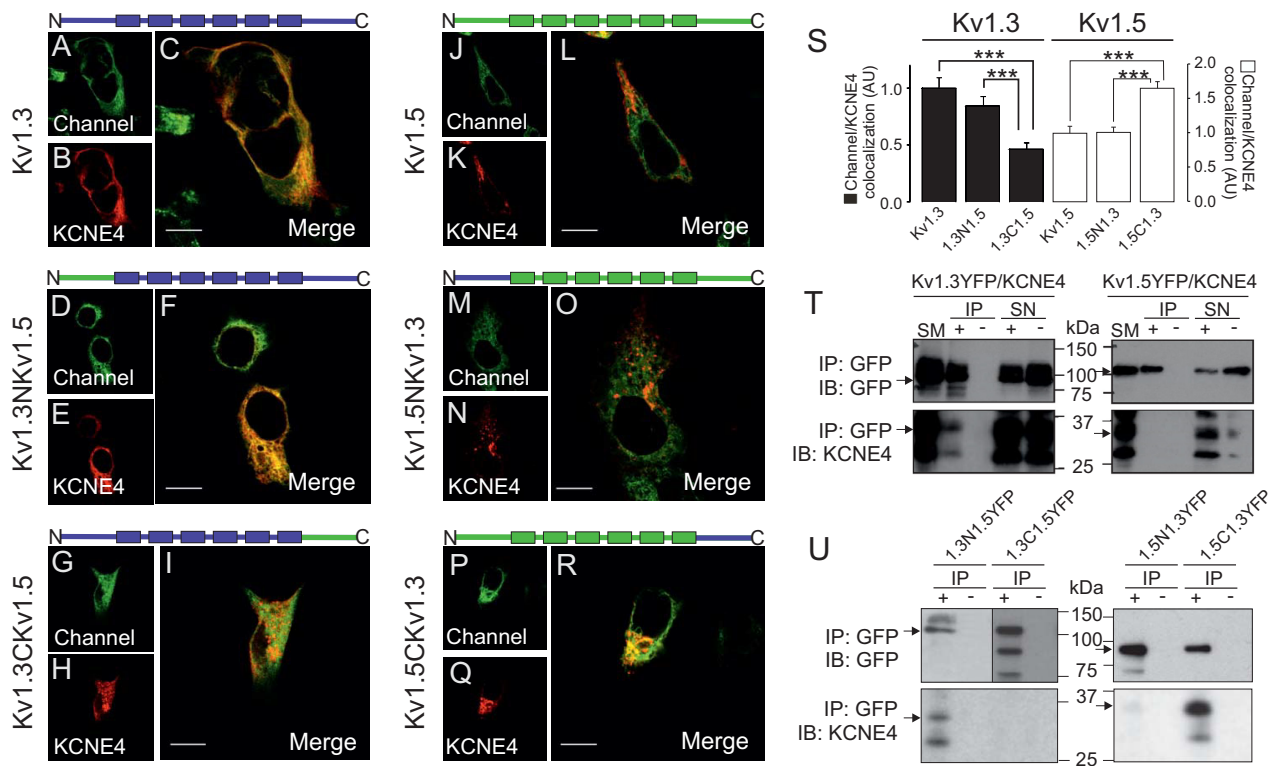 N C
Kv1.3
A
Channel
B
KCNE4
C
Merge
N C
Kv1.5
J
Channel
K
KCNE4
L
Merge
N C
Kv1.3NKv1.5
D
Channel
E
KCNE4
F
Merge
N C
Kv1.5NKv1.3
M
Channel
N
KCNE4
O
Merge
N C
Kv1.3CKv1.5
G
Channel
H
KCNE4
I
Merge
N C
Kv1.5CKv1.3
P
Channel
Q
KCNE4
R
Merge
S
Kv1.3 Kv1.5
*** ***
*** ***
Channel/KCNE4
colocalization (AU)
1.0
0.5
0.0
2.0
1.5
1.0
0.5
0.0
Channel/KCNE4
colocalization (AU)
Kv1.3 1.3N1.5 1.3C1.5 Kv1.5 1.5N1.3 1.5C1.3
T
Kv1.3YFP/KCNE4 Kv1.5YFP/KCNE4
IP SN IP SN
SM + - + - kDa SM + - + -
IP: GFP
IB: GFP
150
100
75
IP: GFP
IB: KCNE4
37
25
U
1.3N1.5YFP 1.3C1.5YFP 1.5N1.3YFP 1.5C1.3YFP
IP IP IP IP
+ - + - kDa + - + -
IP: GFP
IB: GFP
150
100
75
IP: GFP
IB: KCNE4
37
25